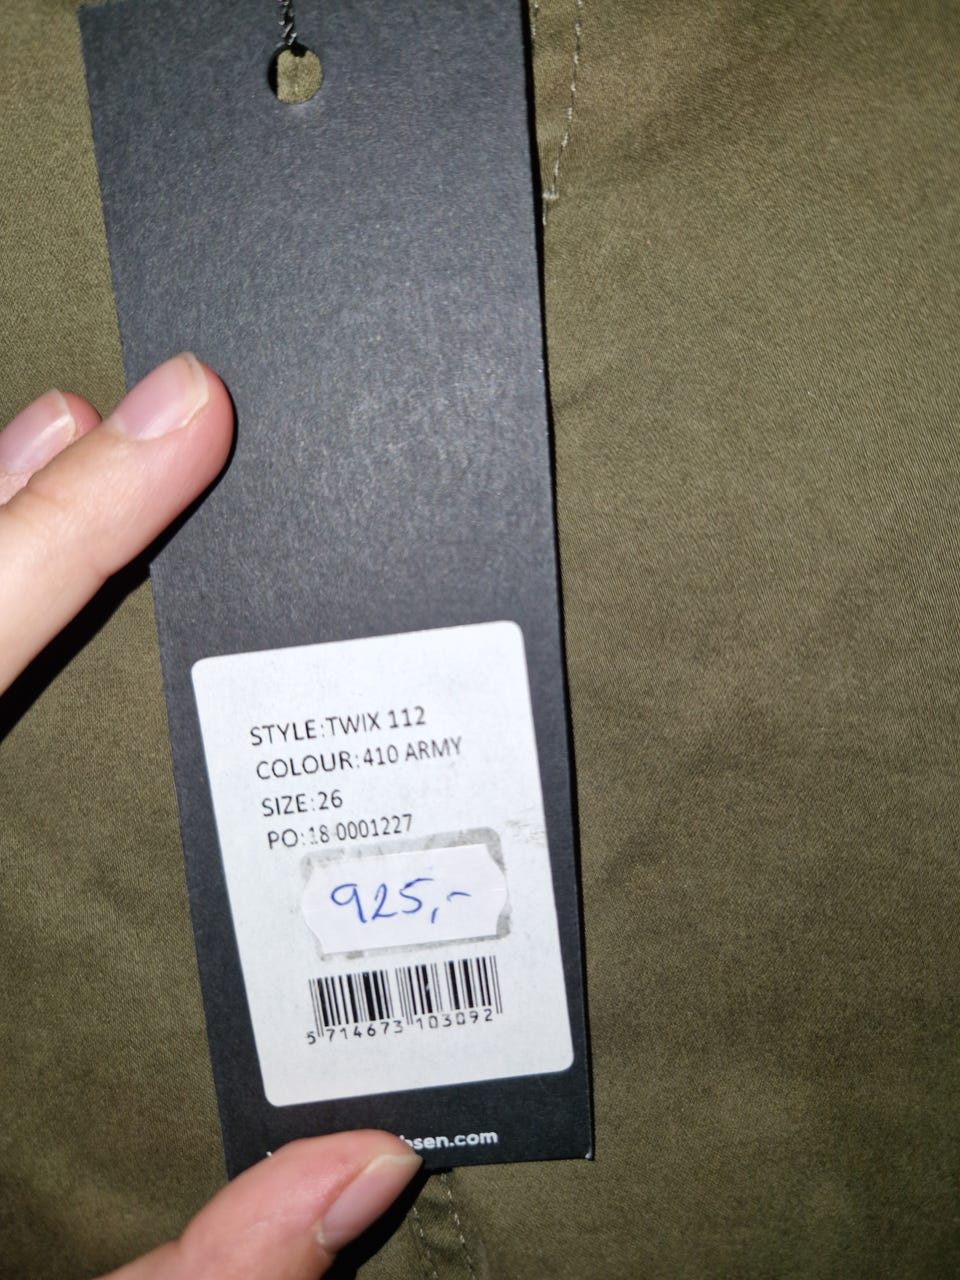 STYLE:TWIX 112
COLOUR:410 ARMY
SIZE:26
PO:18-0001227
925,-
5 714673 103092